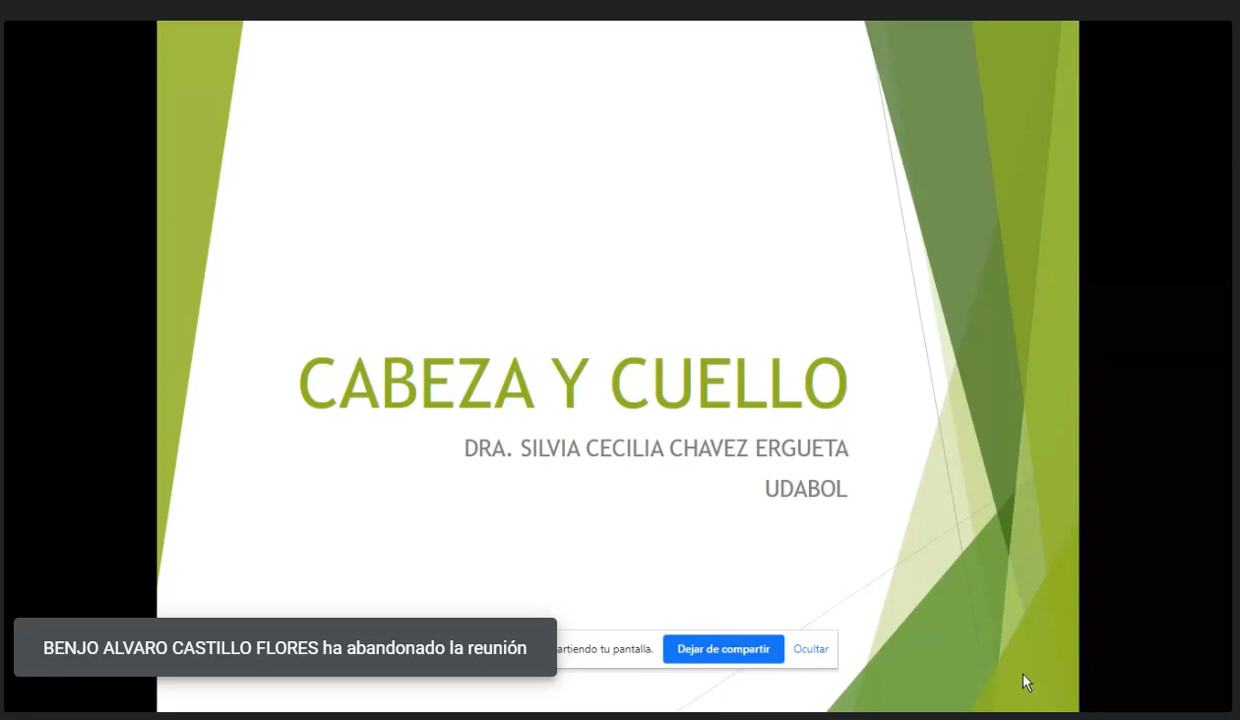 CABEZA Y CUELLO
DRA. SILVIA CECILIA CHAVEZ ERGUETA
UDABOL
BENJO ALVARO CASTILLO FLORES ha abandonado la reunión
tu pantalla.
Dejar de compartir
Ocultar